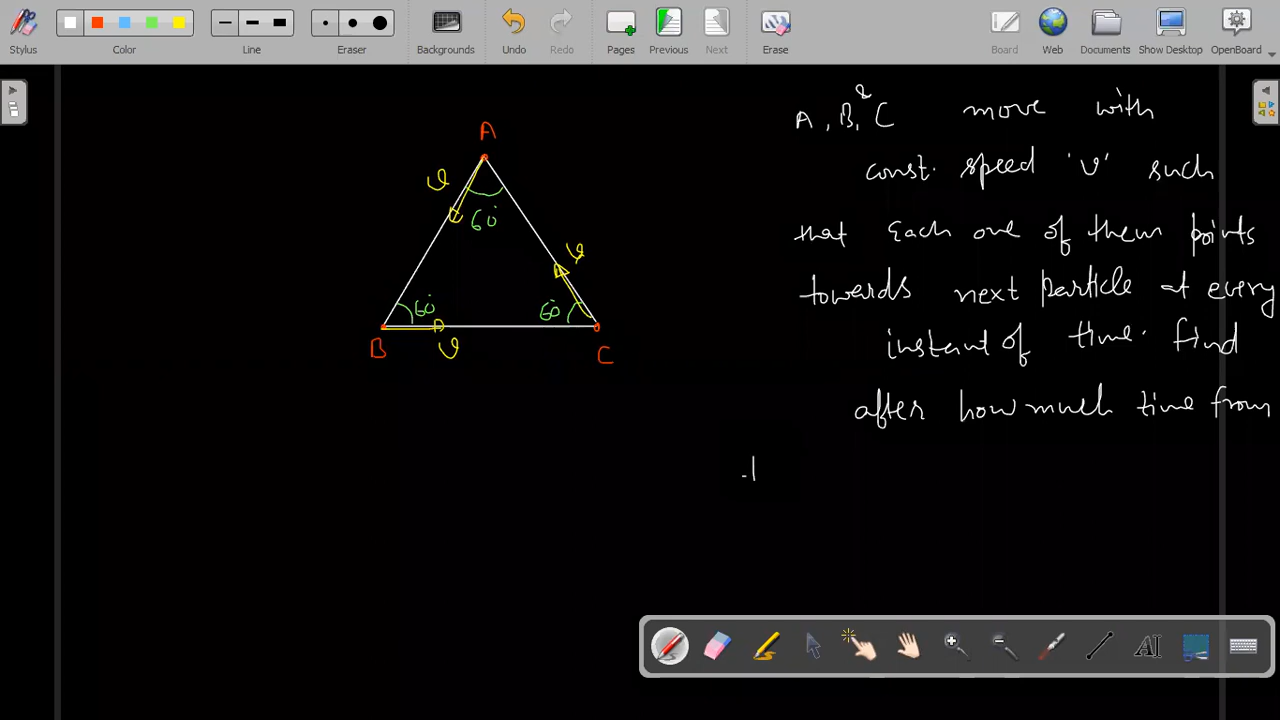 Stylus
Color
Line
Eraser
Backgrounds
Undo
Redo
Pages
Previous
Next
Erase
Board
Web
Documents
Show Desktop
OpenBoard
A, B, & C move with
const. speed 'v' such
that Each one of them points
towards next particle at every
instant of time. find
after how much time from
A
v
60°
v
60°
60°
B
v
C
AI